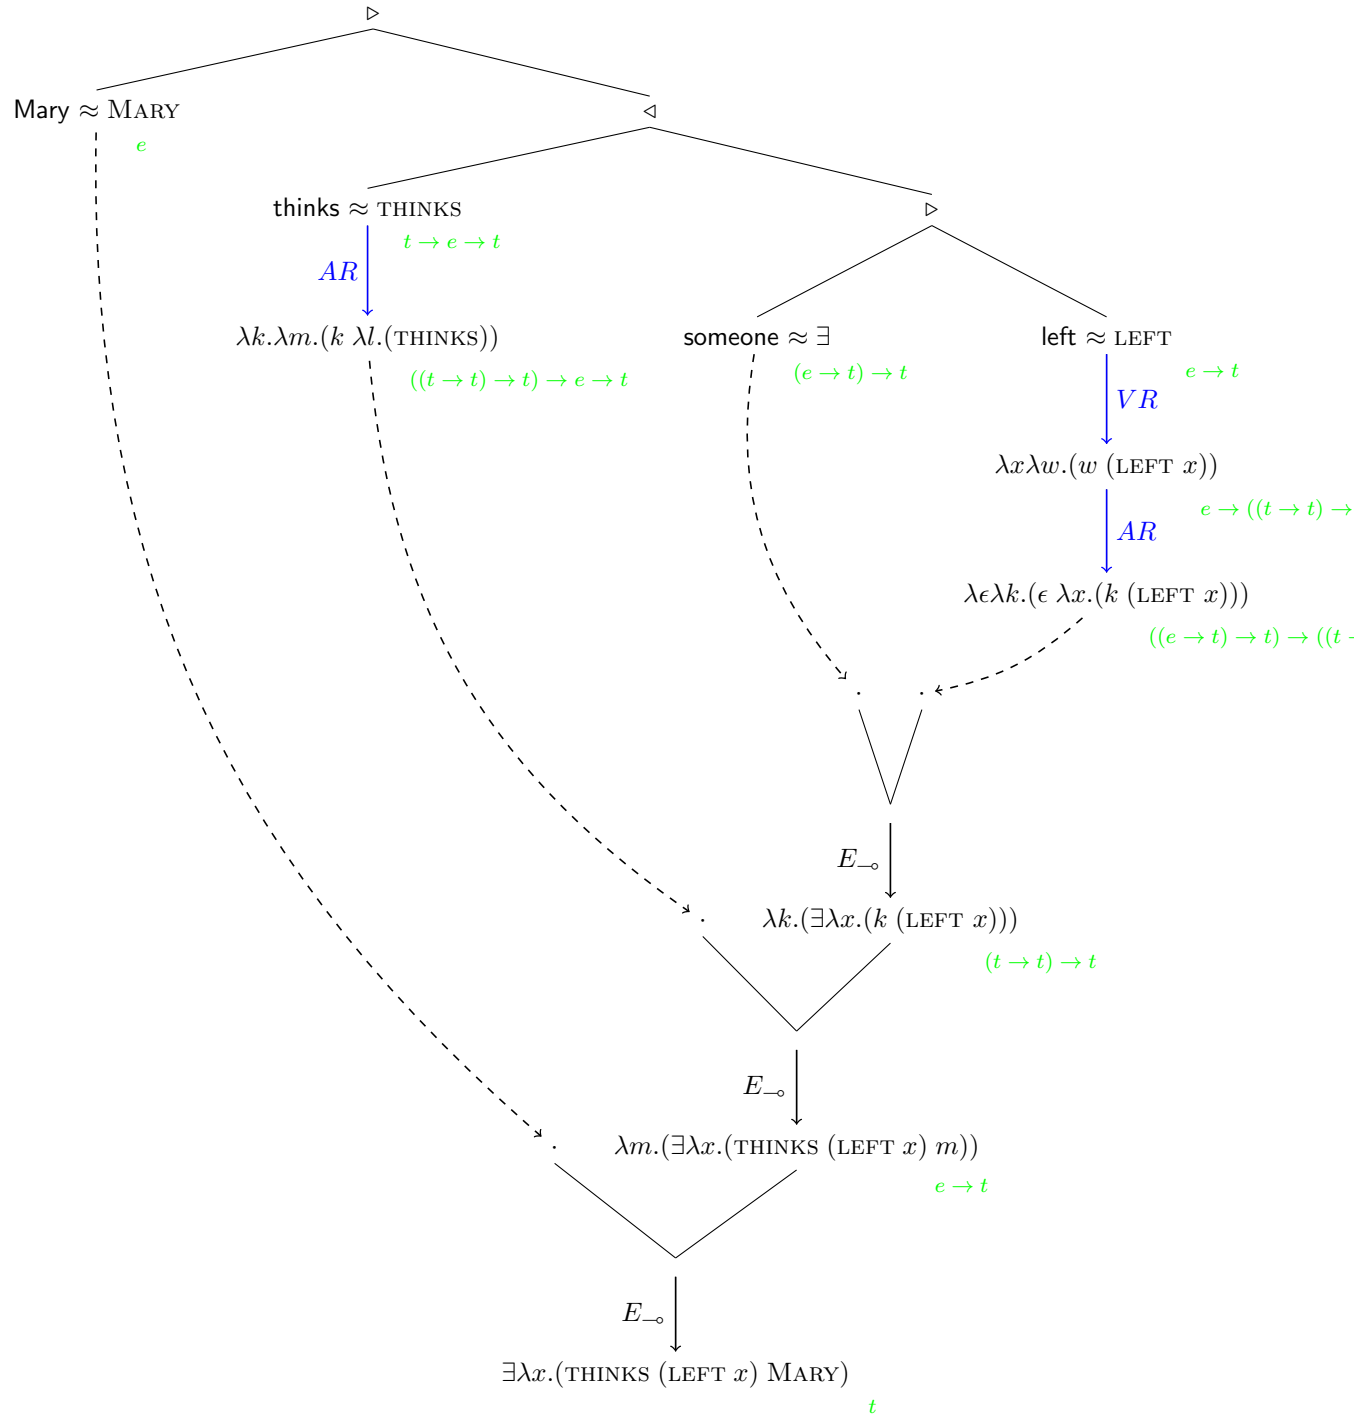 ▷
Mary ≈ MARY
e
◁
thinks ≈ THINKS
t → e → t
▷
AR
λk.λm.(k λl.(THINKS))
((t → t) → t) → e → t
someone ≈ ∃
(e → t) → t
left ≈ LEFT
e → t
VR
λxλw.(w (LEFT x))
e → ((t → t) →
AR
λϵλk.(ϵ λx.(k (LEFT x)))
((e → t) → t) → ((t -
. .
E⊸
. λk.(∃λx.(k (LEFT x)))
(t → t) → t
E⊸
. λm.(∃λx.(THINKS (LEFT x) m))
e → t
E⊸
∃λx.(THINKS (LEFT x) MARY)
t